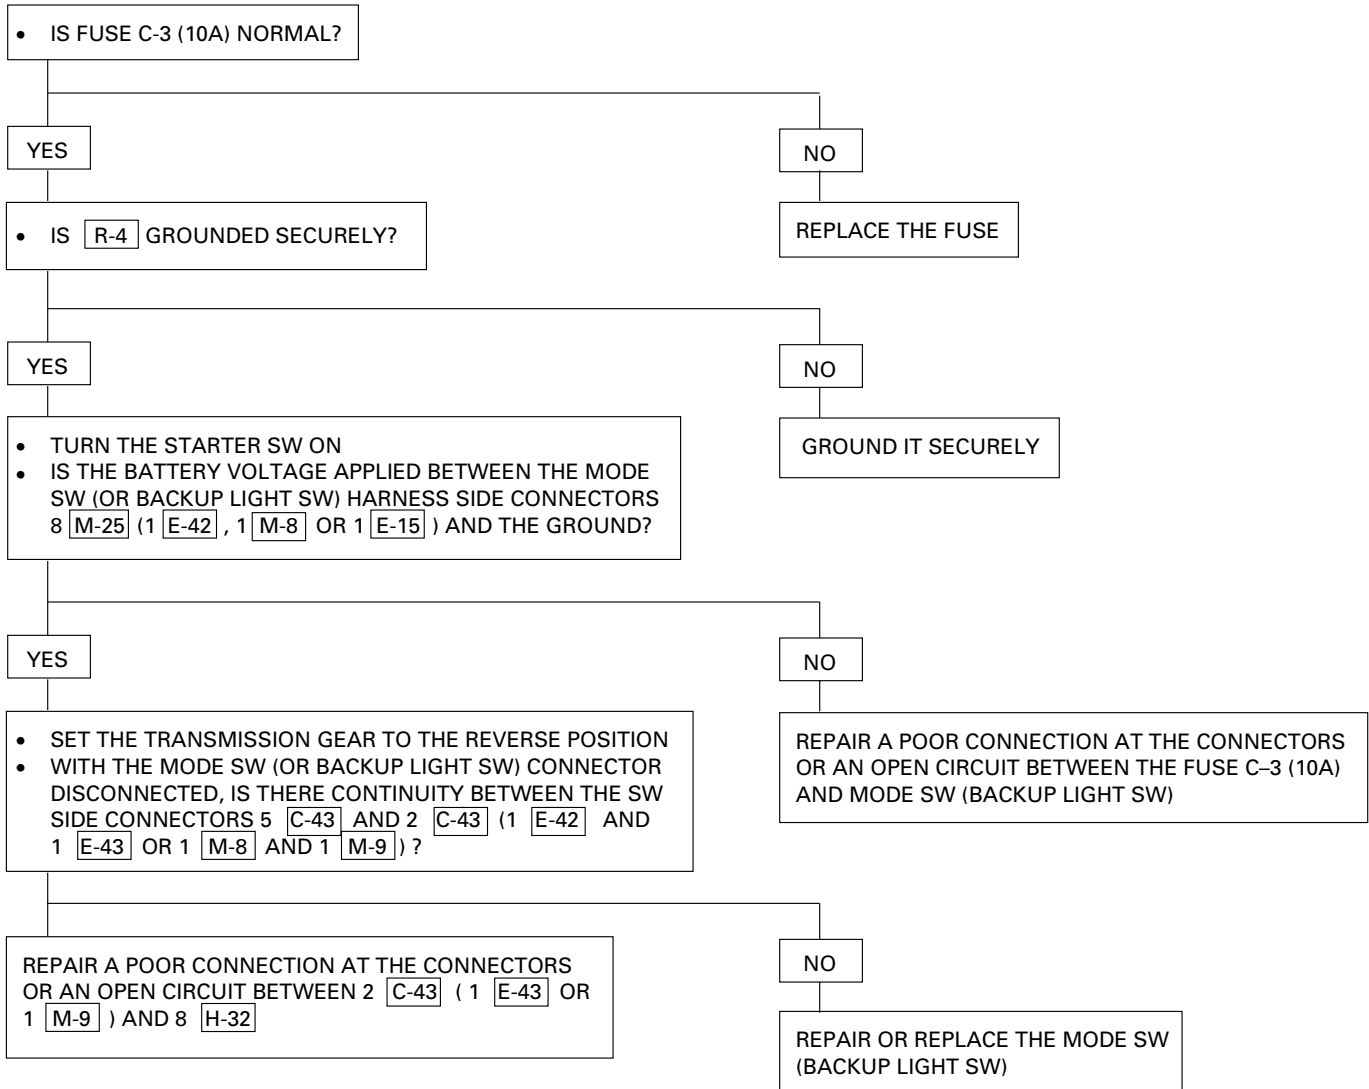 • IS FUSE C-3 (10A) NORMAL?
YES
NO
• IS R-4 GROUNDED SECURELY?
REPLACE THE FUSE
YES
NO
• TURN THE STARTER SW ON
• IS THE BATTERY VOLTAGE APPLIED BETWEEN THE MODE
SW (OR BACKUP LIGHT SW) HARNESS SIDE CONNECTORS
8 M-25 (1 E-42 , 1 M-8 OR 1 E-15 ) AND THE GROUND?
GROUND IT SECURELY
YES
NO
• SET THE TRANSMISSION GEAR TO THE REVERSE POSITION
• WITH THE MODE SW (OR BACKUP LIGHT SW) CONNECTOR
DISCONNECTED, IS THERE CONTINUITY BETWEEN THE SW
SIDE CONNECTORS 5 C-43 AND 2 C-43 (1 E-42 AND
1 E-43 OR 1 M-8 AND 1 M-9 ) ?
REPAIR A POOR CONNECTION AT THE CONNECTORS
OR AN OPEN CIRCUIT BETWEEN THE FUSE C–3 (10A)
AND MODE SW (BACKUP LIGHT SW)
REPAIR A POOR CONNECTION AT THE CONNECTORS
OR AN OPEN CIRCUIT BETWEEN 2 C-43 ( 1 E-43 OR
1 M-9 ) AND 8 H-32
NO
REPAIR OR REPLACE THE MODE SW
(BACKUP LIGHT SW)